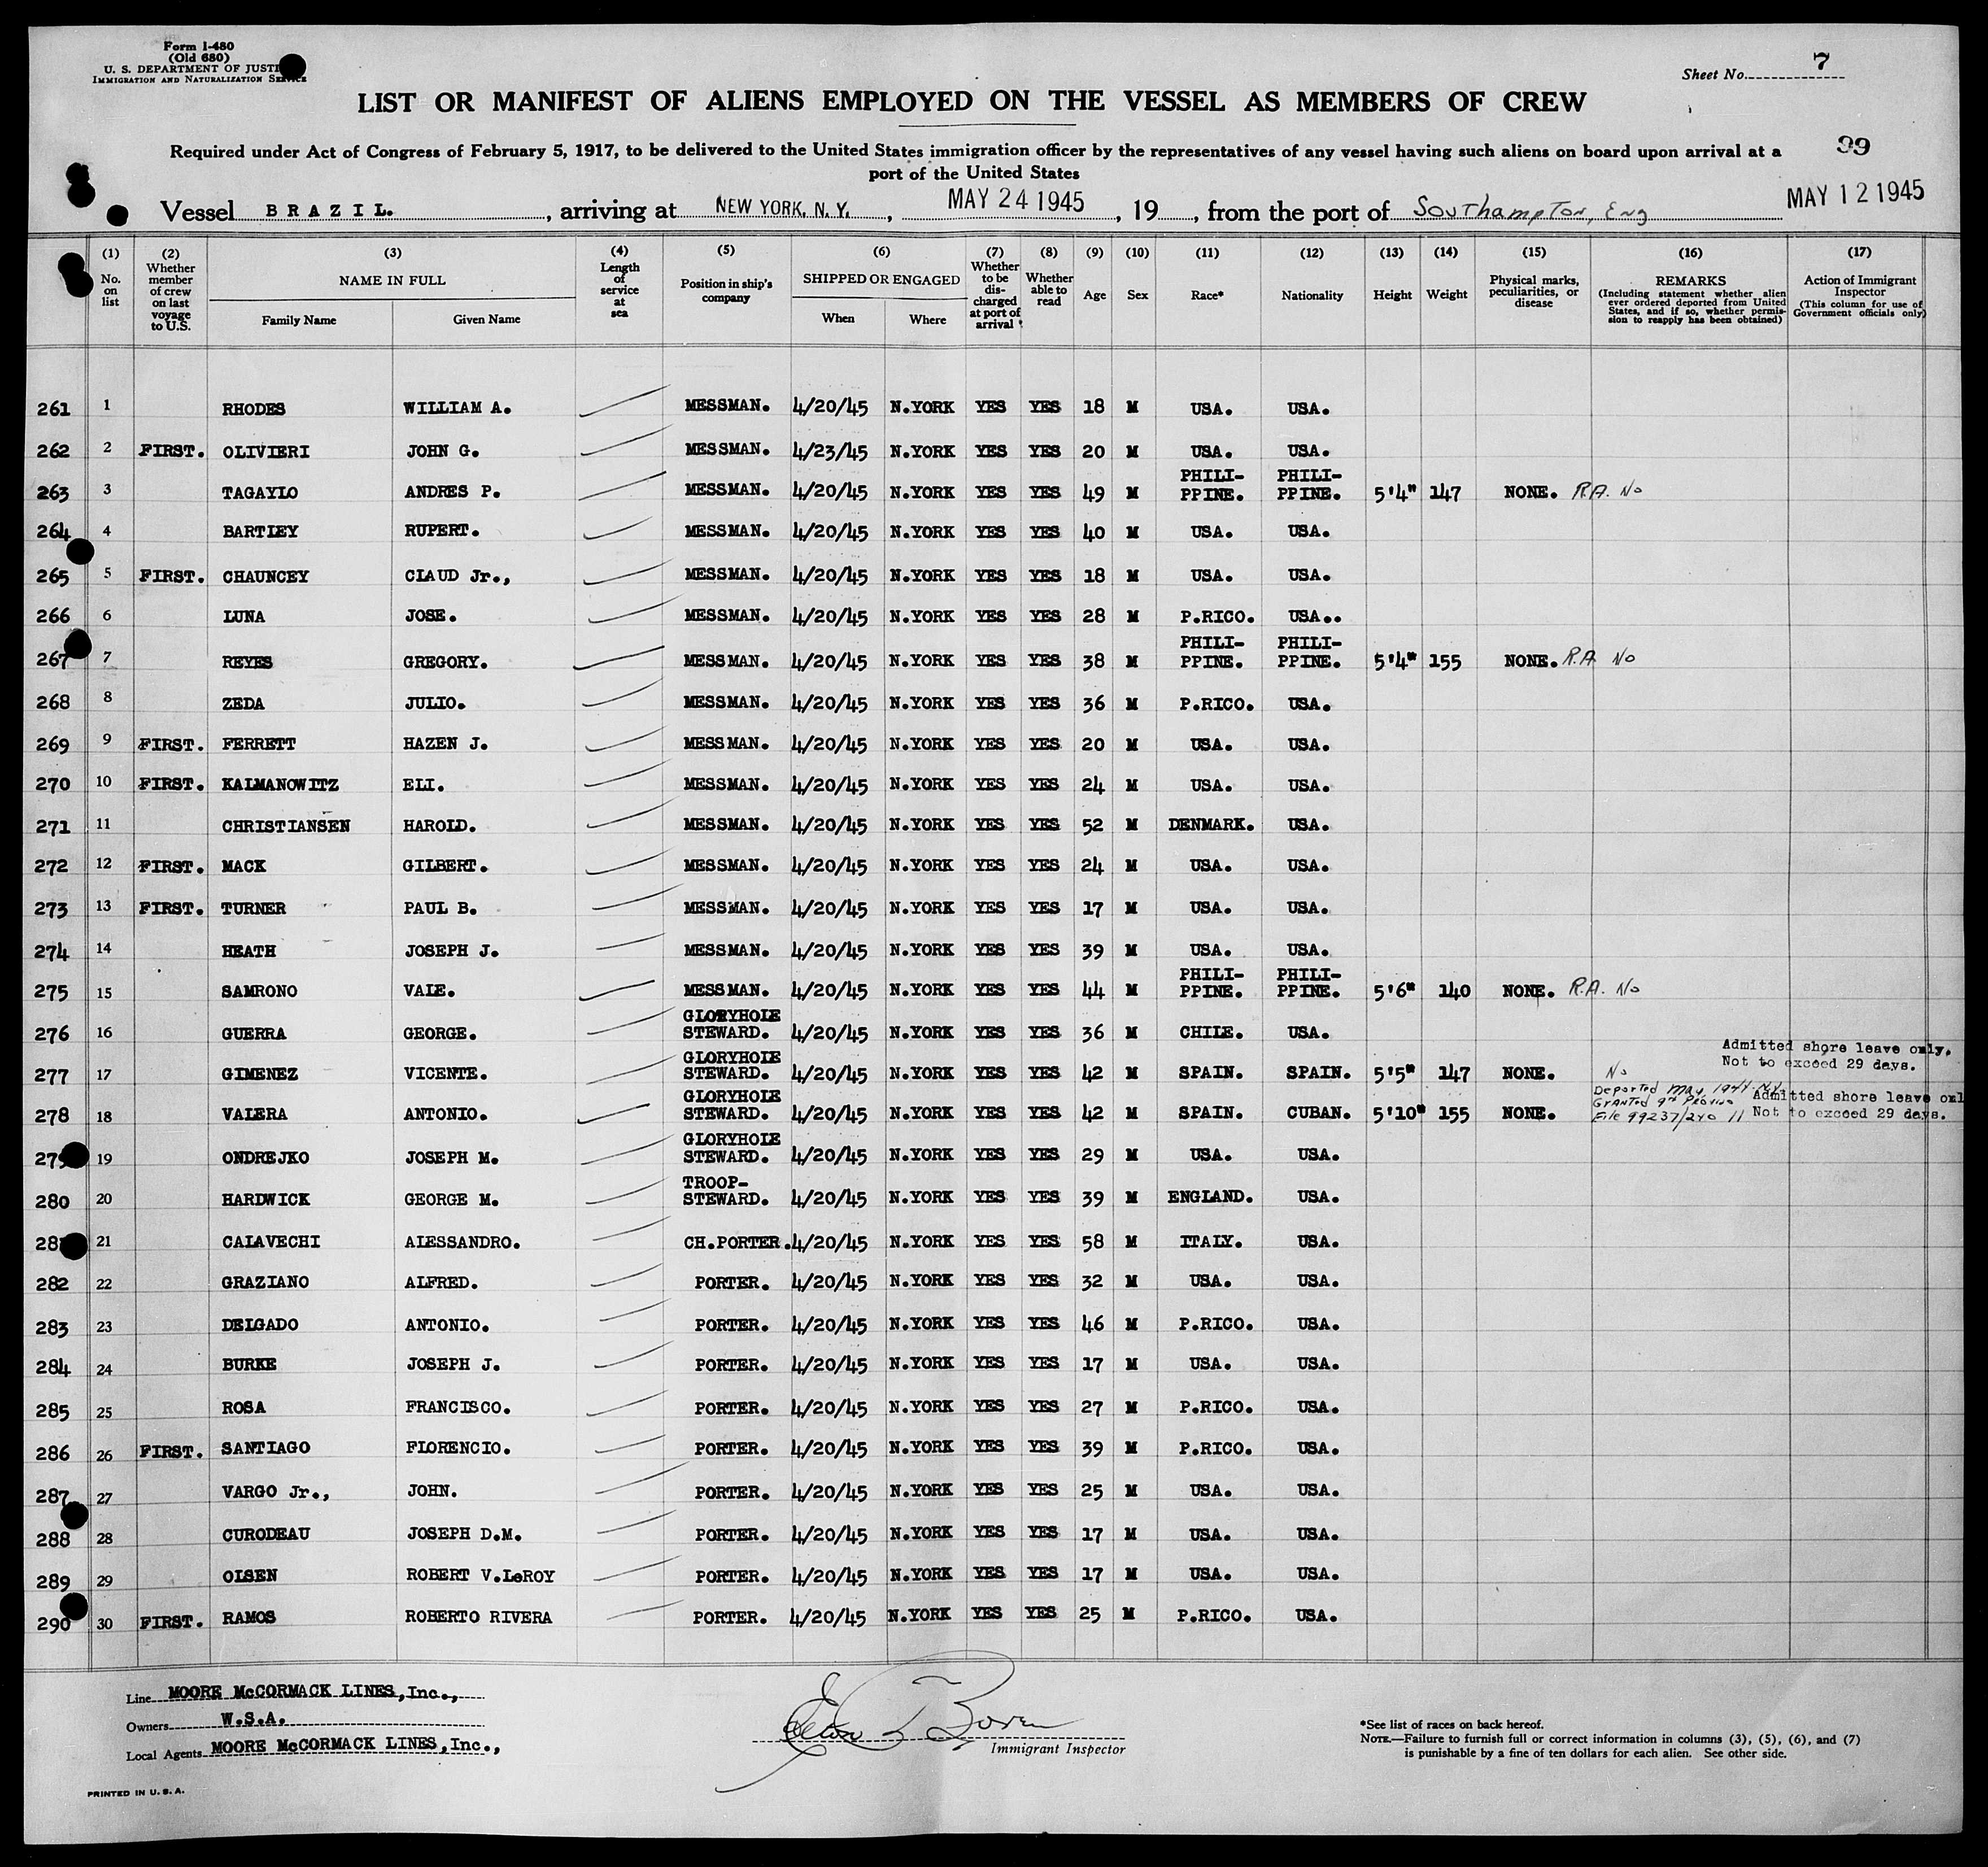 Form I-480
(Old 680)
U. S. DEPARTMENT OF JUSTICE
IMMIGRATION AND NATURALIZATION SERVICE
Sheet No. 7
LIST OR MANIFEST OF ALIENS EMPLOYED ON THE VESSEL AS MEMBERS OF CREW
99
Required under Act of Congress of February 5, 1917, to be delivered to the United States immigration officer by the representatives of any vessel having such aliens on board upon arrival at a
port of the United States
Vessel BRAZIL. , arriving at NEW YORK, N. Y. , MAY 24 1945 , 19 , from the port of Southampton, Eng MAY 12 1945
(1) No. on list
(2) Whether member of crew on last voyage to U.S.
(3) NAME IN FULL Family Name Given Name
(4) Length of service at sea
(5) Position in ship's company
(6) SHIPPED OR ENGAGED When Where
(7) Whether to be discharged at port of arrival
(8) Whether able to read
(9) Age
(10) Sex
(11) Race*
(12) Nationality
(13) Height
(14) Weight
(15) Physical marks, peculiarities, or disease
(16) REMARKS (Including statement whether alien ever ordered deported from United States, and if so, whether permission to reapply has been obtained)
(17) Action of Immigrant Inspector (This column for use of Government officials only)
261 1 RHODES WILLIAM A. MESSMAN. 4/20/45 N.YORK YES YES 18 M USA. USA.
262 2 FIRST. OLIVIERI JOHN G. MESSMAN. 4/23/45 N.YORK YES YES 20 M USA. USA.
263 3 TAGAYLO ANDRES P. MESSMAN. 4/20/45 N.YORK YES YES 49 M PHILI-PPINE. PHILI-PPINE. 5'4" 147 NONE. R.A. No
264 4 BARTLEY RUPERT. MESSMAN. 4/20/45 N.YORK YES YES 40 M USA. USA.
265 5 FIRST. CHAUNCEY CLAUD Jr., MESSMAN. 4/20/45 N.YORK YES YES 18 M USA. USA.
266 6 LUNA JOSE. MESSMAN. 4/20/45 N.YORK YES YES 28 M P.RICO. USA..
267 7 REYES GREGORY. MESSMAN. 4/20/45 N.YORK YES YES 38 M PHILI-PPINE. PHILI-PPINE. 5'4" 155 NONE. R.A No
268 8 ZEDA JULIO. MESSMAN. 4/20/45 N.YORK YES YES 36 M P.RICO. USA.
269 9 FIRST. FERRETT HAZEN J. MESSMAN. 4/20/45 N.YORK YES YES 20 M USA. USA.
270 10 FIRST. KALMANOWITZ ELI. MESSMAN. 4/20/45 N.YORK YES YES 24 M USA. USA.
271 11 CHRISTIANSEN HAROLD. MESSMAN. 4/20/45 N.YORK YES YES 52 M DENMARK. USA.
272 12 FIRST. MACK GILBERT. MESSMAN. 4/20/45 N.YORK YES YES 24 M USA. USA.
273 13 FIRST. TURNER PAUL B. MESSMAN. 4/20/45 N.YORK YES YES 17 M USA. USA.
274 14 HEATH JOSEPH J. MESSMAN. 4/20/45 N.YORK YES YES 39 M USA. USA.
275 15 SAMRONO VALE. MESSMAN. 4/20/45 N.YORK YES YES 44 M PHILI-PPINE. PHILI-PPINE. 5'6" 140 NONE. R.A. No
276 16 GUERRA GEORGE. GLORYHOLE STEWARD. 4/20/45 N.YORK YES YES 36 M CHILE. USA.
277 17 GIMENEZ VICENTE. GLORYHOLE STEWARD. 4/20/45 N.YORK YES YES 42 M SPAIN. SPAIN. 5'5" 147 NONE. No Admitted shore leave only. Not to exceed 29 days.
278 18 VALERA ANTONIO. GLORYHOLE STEWARD. 4/20/45 N.YORK YES YES 42 M SPAIN. CUBAN. 5'10" 155 NONE. Deported May, 1944 N.Y. Granted 9th Proviso File 99237/240 Admitted shore leave onl Not to exceed 29 days.
279 19 ONDREJKO JOSEPH M. GLORYHOLE STEWARD. 4/20/45 N.YORK YES YES 29 M USA. USA.
280 20 HARDWICK GEORGE M. TROOP-STEWARD. 4/20/45 N.YORK YES YES 39 M ENGLAND. USA.
281 21 CALAVECHI ALESSANDRO. CH.PORTER. 4/20/45 N.YORK YES YES 58 M ITALY. USA.
282 22 GRAZIANO ALFRED. PORTER. 4/20/45 N.YORK YES YES 32 M USA. USA.
283 23 DELGADO ANTONIO. PORTER. 4/20/45 N.YORK YES YES 46 M P.RICO. USA.
284 24 BURKE JOSEPH J. PORTER. 4/20/45 N.YORK YES YES 17 M USA. USA.
285 25 ROSA FRANCISCO. PORTER. 4/20/45 N.YORK YES YES 27 M P.RICO. USA.
286 26 FIRST. SANTIAGO FLORENCIO. PORTER. 4/20/45 N.YORK YES YES 39 M P.RICO. USA.
287 27 VARGO Jr., JOHN. PORTER. 4/20/45 N.YORK YES YES 25 M USA. USA.
288 28 CURODEAU JOSEPH D.M. PORTER. 4/20/45 N.YORK YES YES 17 M USA. USA.
289 29 OLSEN ROBERT V.LeROY PORTER. 4/20/45 N.YORK YES YES 17 M USA. USA.
290 30 FIRST. RAMOS ROBERTO RIVERA PORTER. 4/20/45 N.YORK YES YES 25 M P.RICO. USA.
Line MOORE McCORMACK LINES,Inc.,
Owners W.S.A.
Local Agents MOORE McCORMACK LINES,Inc.,
Immigrant Inspector
*See list of races on back hereof.
NOTE.—Failure to furnish full or correct information in columns (3), (5), (6), and (7)
is punishable by a fine of ten dollars for each alien. See other side.
PRINTED IN U. S. A.